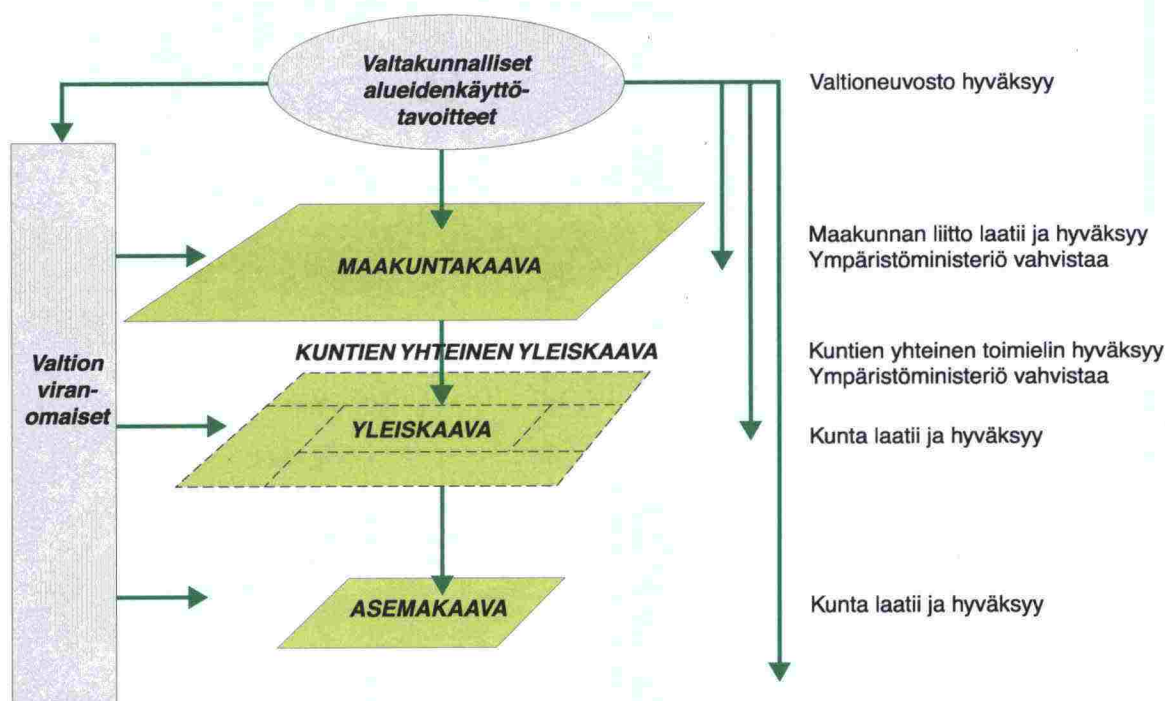 Valtakunnalliset
alueidenkäyttö-
tavoitteet
Valtioneuvosto hyväksyy
MAAKUNTAKAAVA
Maakunnan liitto laatii ja hyväksyy
Ympäristöministeriö vahvistaa
Valtion
viran-
omaiset
KUNTIEN YHTEINEN YLEISKAAVA
Kuntien yhteinen toimielin hyväksyy
Ympäristöministeriö vahvistaa
YLEISKAAVA
Kunta laatii ja hyväksyy
ASEMAKAAVA
Kunta laatii ja hyväksyy